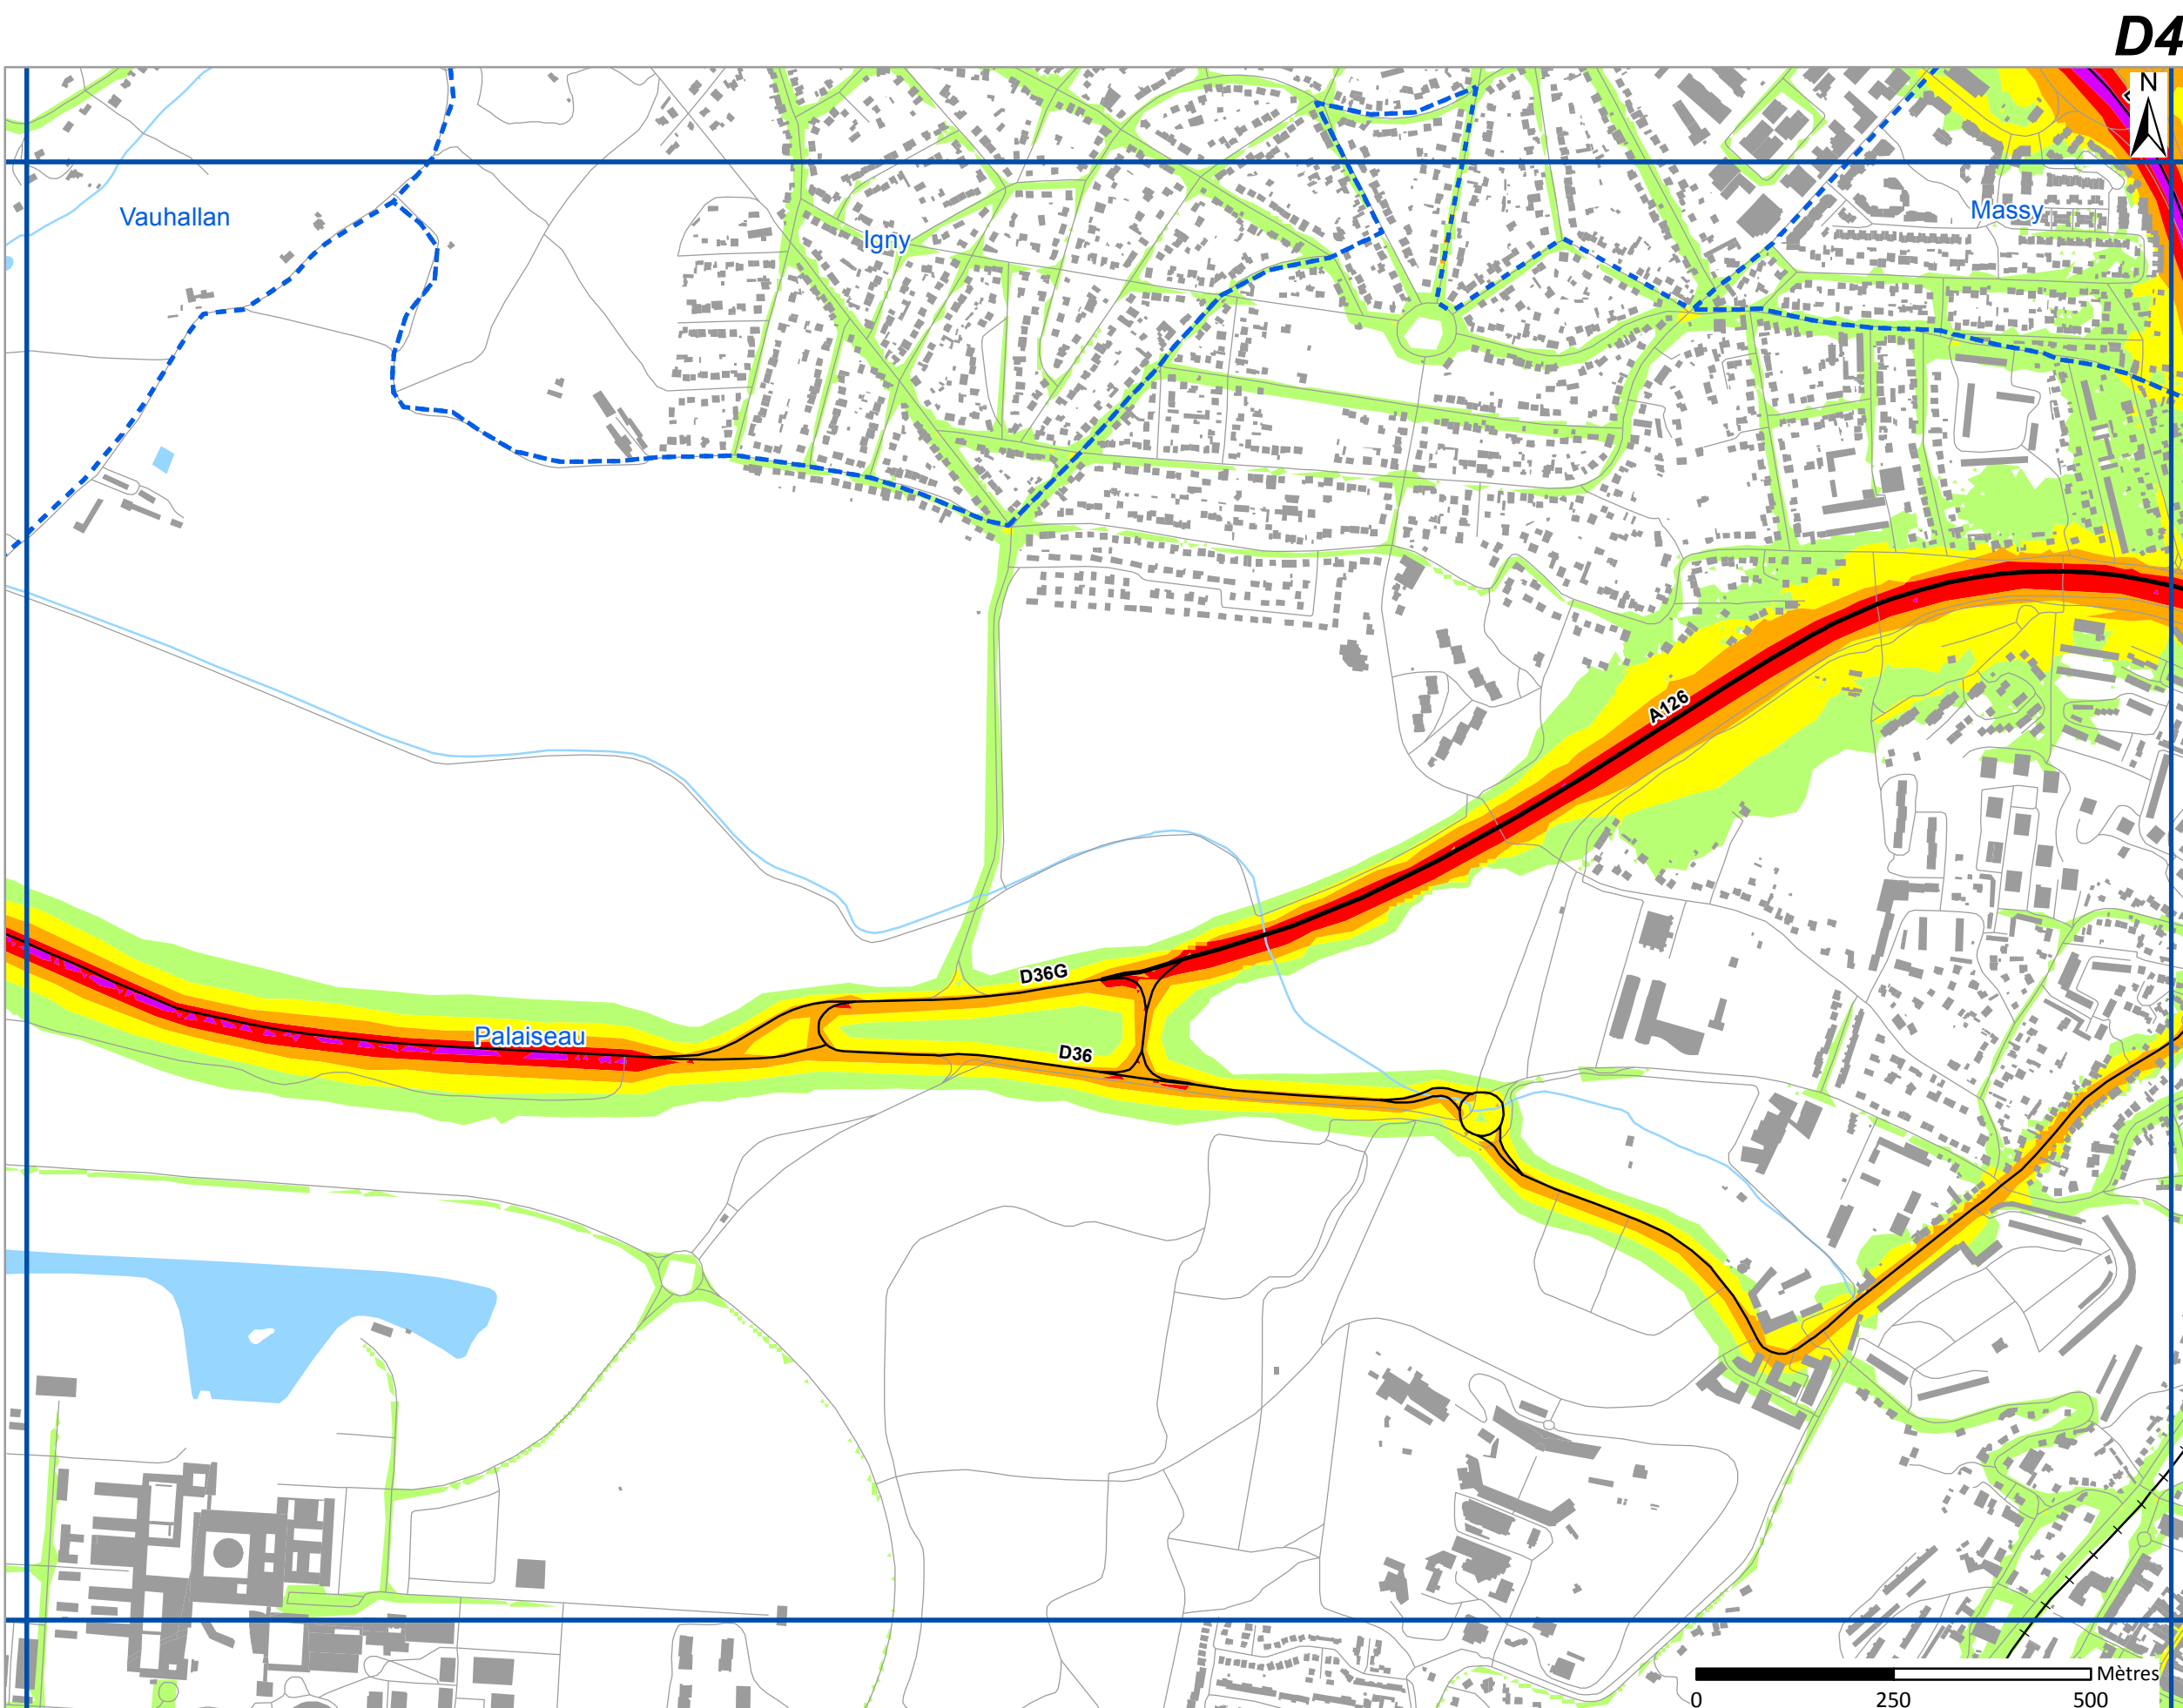 D4
N
Vauhallan
Massy
Igny
A126
D36G
Palaiseau
D36
Mètres
0 250 500